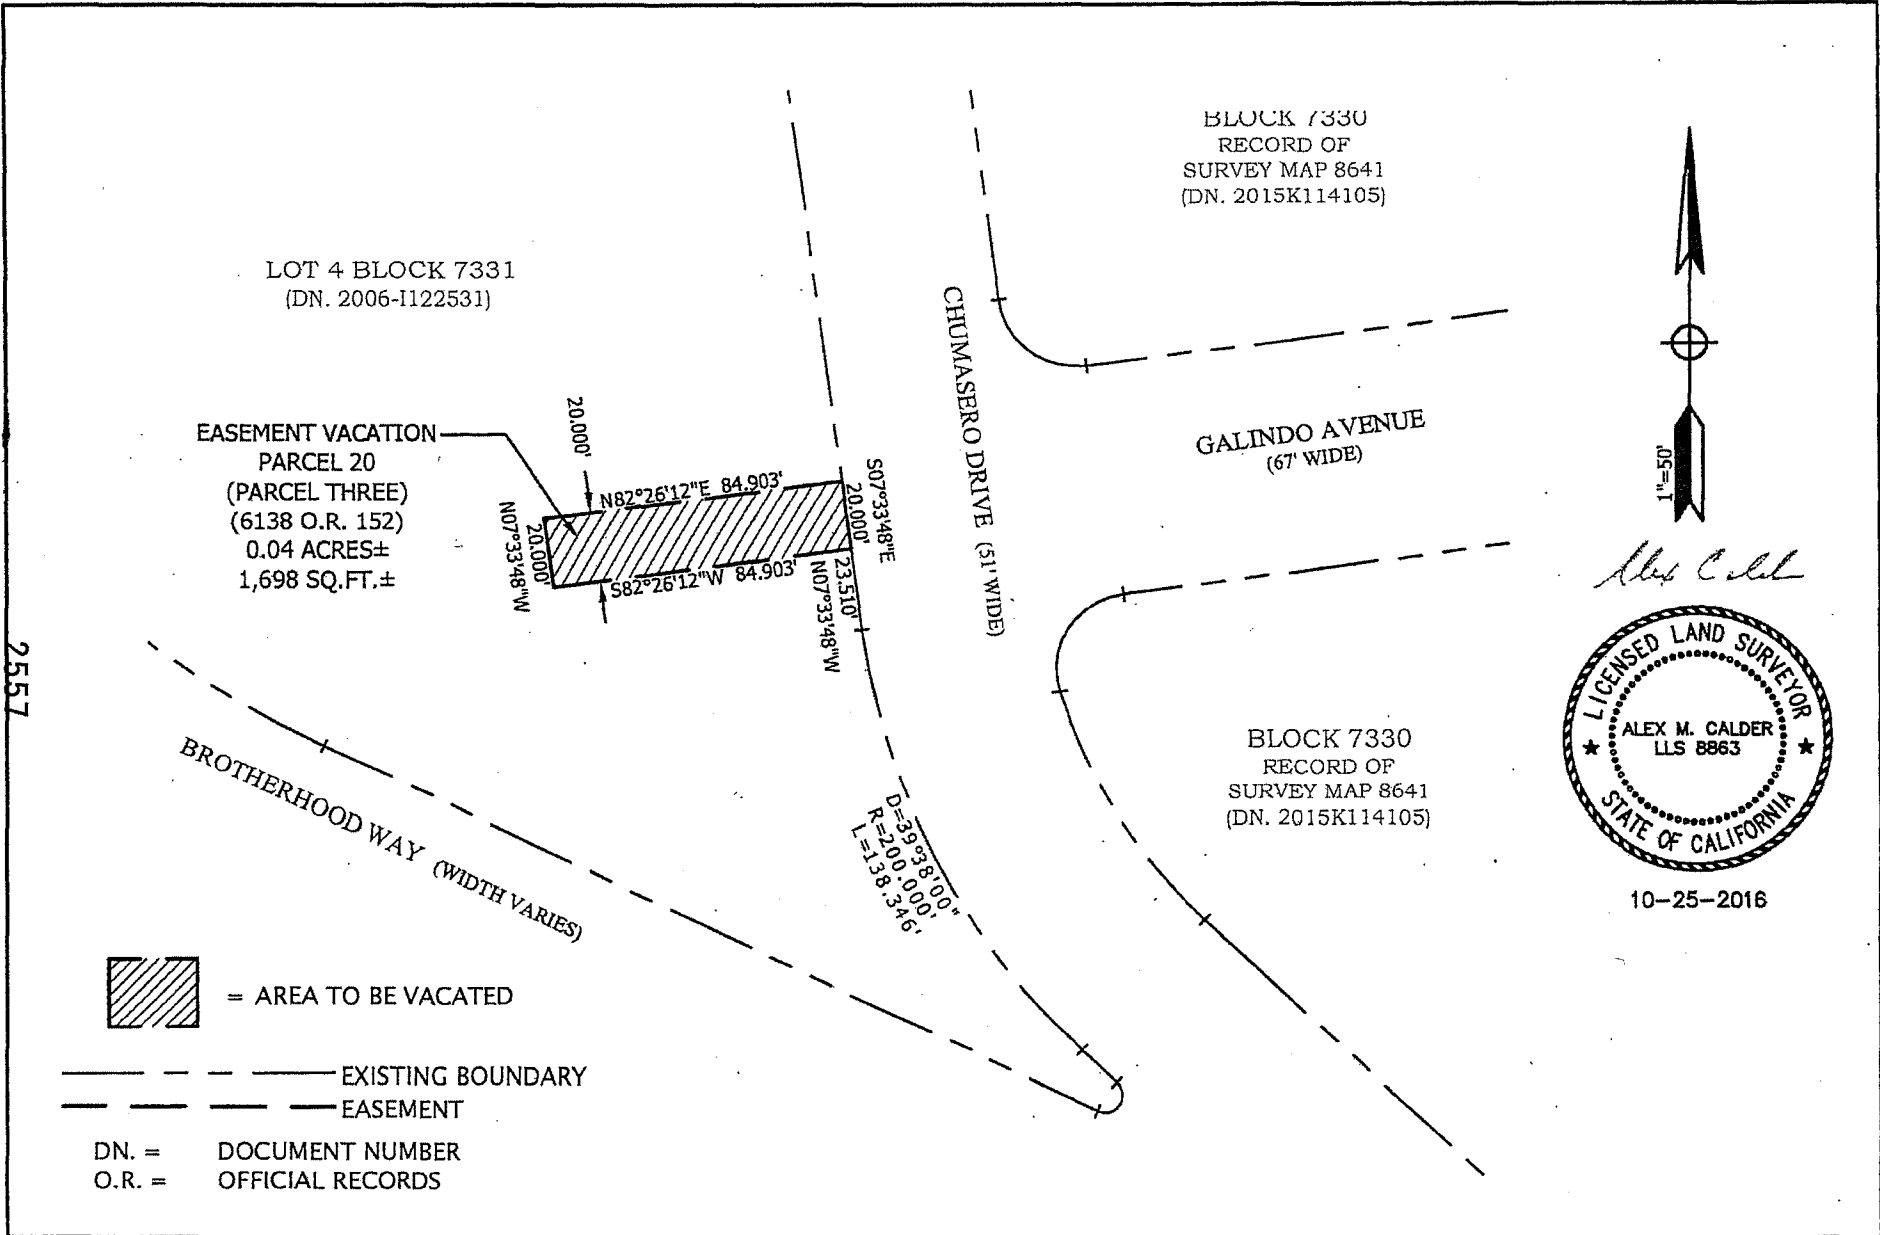 BLOCK 7330
RECORD OF
SURVEY MAP 8641
(DN. 2015K114105)
LOT 4 BLOCK 7331
(DN. 2006-I122531)
CHUMASERO DRIVE (51' WIDE)
GALINDO AVENUE
(67' WIDE)
1"=50'
EASEMENT VACATION
PARCEL 20
(PARCEL THREE)
(6138 O.R. 152)
0.04 ACRES±
1,698 SQ.FT.±
20.000'
N82°26'12"E 84.903'
S07°33'48"E
20.000'
N07°33'48"W
20.000'
S82°26'12"W 84.903'
23.510'
N07°33'48"W
Alex Calder
LICENSED LAND SURVEYOR
ALEX M. CALDER
LLS 8863
STATE OF CALIFORNIA
10-25-2016
2557
BROTHERHOOD WAY (WIDTH VARIES)
D=39°38'00"
R=200.000'
L=138.346'
BLOCK 7330
RECORD OF
SURVEY MAP 8641
(DN. 2015K114105)
= AREA TO BE VACATED
EXISTING BOUNDARY
EASEMENT
DN. = DOCUMENT NUMBER
O.R. = OFFICIAL RECORDS